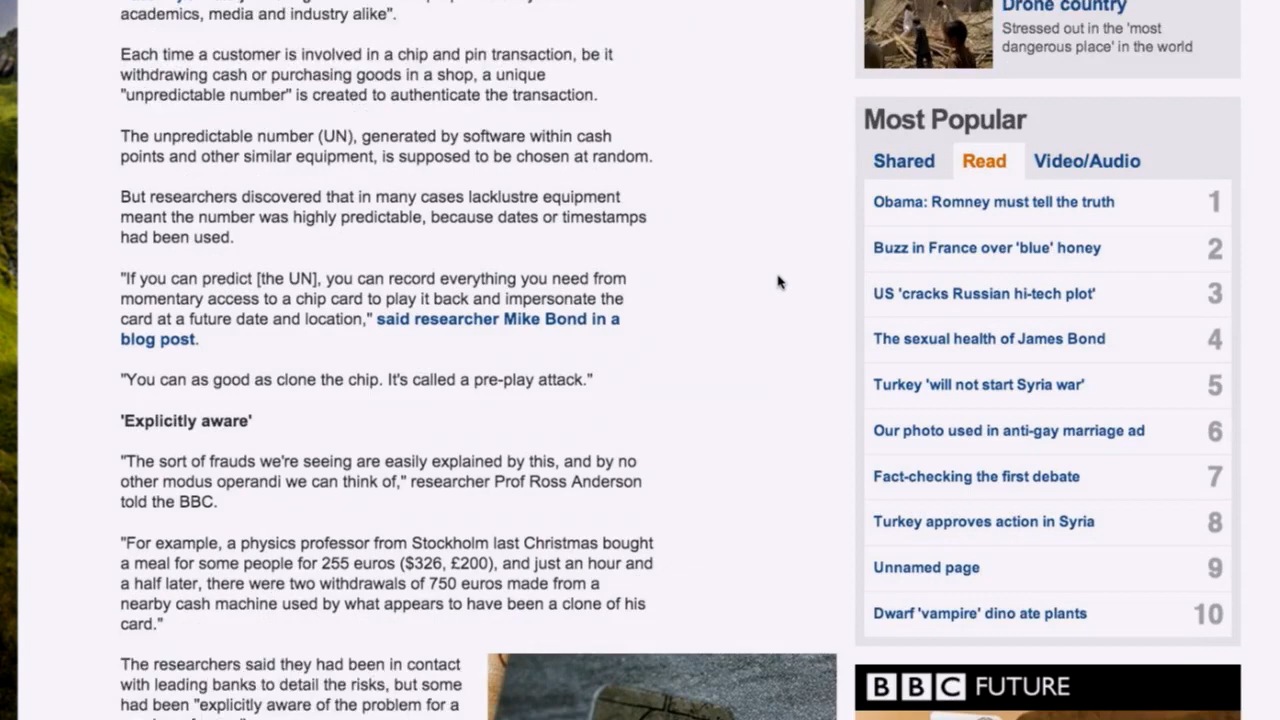 academics, media and industry alike".
Each time a customer is involved in a chip and pin transaction, be it
withdrawing cash or purchasing goods in a shop, a unique
"unpredictable number" is created to authenticate the transaction.
The unpredictable number (UN), generated by software within cash
points and other similar equipment, is supposed to be chosen at random.
But researchers discovered that in many cases lacklustre equipment
meant the number was highly predictable, because dates or timestamps
had been used.
"If you can predict [the UN], you can record everything you need from
momentary access to a chip card to play it back and impersonate the
card at a future date and location," said researcher Mike Bond in a
blog post.
"You can as good as clone the chip. It's called a pre-play attack."
'Explicitly aware'
"The sort of frauds we're seeing are easily explained by this, and by no
other modus operandi we can think of," researcher Prof Ross Anderson
told the BBC.
"For example, a physics professor from Stockholm last Christmas bought
a meal for some people for 255 euros ($326, £200), and just an hour and
a half later, there were two withdrawals of 750 euros made from a
nearby cash machine used by what appears to have been a clone of his
card."
The researchers said they had been in contact
with leading banks to detail the risks, but some
had been "explicitly aware of the problem for a
Drone country
Stressed out in the 'most
dangerous place' in the world
Most Popular
Shared Read Video/Audio
Obama: Romney must tell the truth 1
Buzz in France over 'blue' honey 2
US 'cracks Russian hi-tech plot' 3
The sexual health of James Bond 4
Turkey 'will not start Syria war' 5
Our photo used in anti-gay marriage ad 6
Fact-checking the first debate 7
Turkey approves action in Syria 8
Unnamed page 9
Dwarf 'vampire' dino ate plants 10
BBC FUTURE